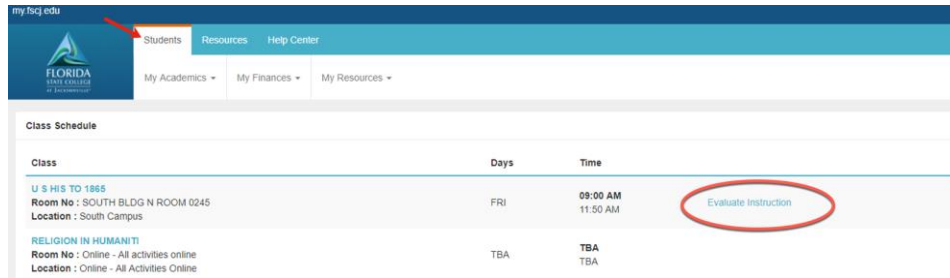 my.fscj.edu
Students Resources Help Center
FLORIDA
STATE COLLEGE
at Jacksonville
My Academics My Finances My Resources
Class Schedule
Class Days Time
U S HIS TO 1865
Room No : SOUTH BLDG N ROOM 0245 FRI 09:00 AM Evaluate Instruction
Location : South Campus 11:50 AM
RELIGION IN HUMANITI
Room No : Online - All activities online TBA TBA
Location : Online - All Activities Online TBA